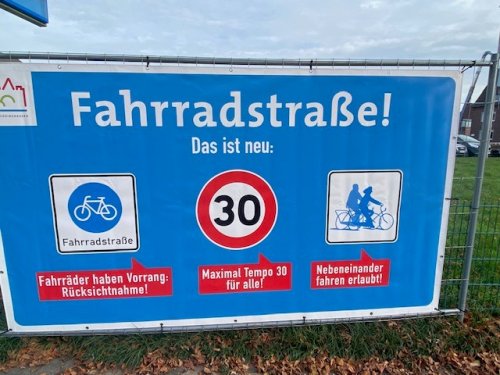 Fahrradstraße!
Das ist neu:
Fahrradstraße
30
Fahrräder haben Vorrang:
Rücksichtnahme!
Maximal Tempo 30
für alle!
Nebeneinander
fahren erlaubt!